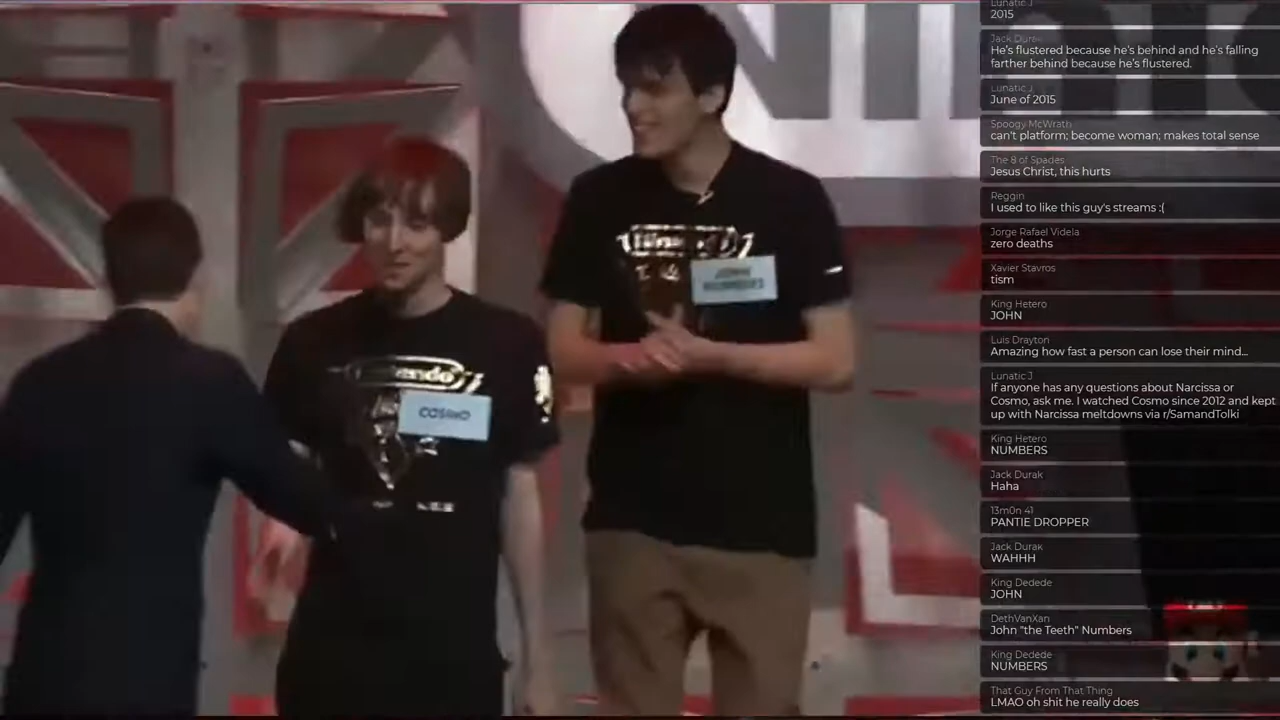 Nin
Nintendo
COSMO
Nintendo
JOHN
NUMBERS
Lunatic J
2015
Jack Durak
He's flustered because he's behind and he's falling
farther behind because he's flustered.
Lunatic J
June of 2015
Spoogy McWrath
can't platform; become woman; makes total sense
The 8 of Spades
Jesus Christ, this hurts
Reggin
I used to like this guy's streams :(
Jorge Rafael Videla
zero deaths
Xavier Stavros
tism
King Hetero
JOHN
Luis Drayton
Amazing how fast a person can lose their mind...
Lunatic J
If anyone has any questions about Narcissa or
Cosmo, ask me. I watched Cosmo since 2012 and kept
up with Narcissa meltdowns via r/SamandTolki
King Hetero
NUMBERS
Jack Durak
Haha
13m0n 41
PANTIE DROPPER
Jack Durak
WAHHH
King Dedede
JOHN
DethVanXan
John "the Teeth" Numbers
King Dedede
NUMBERS
That Guy From That Thing
LMAO oh shit he really does